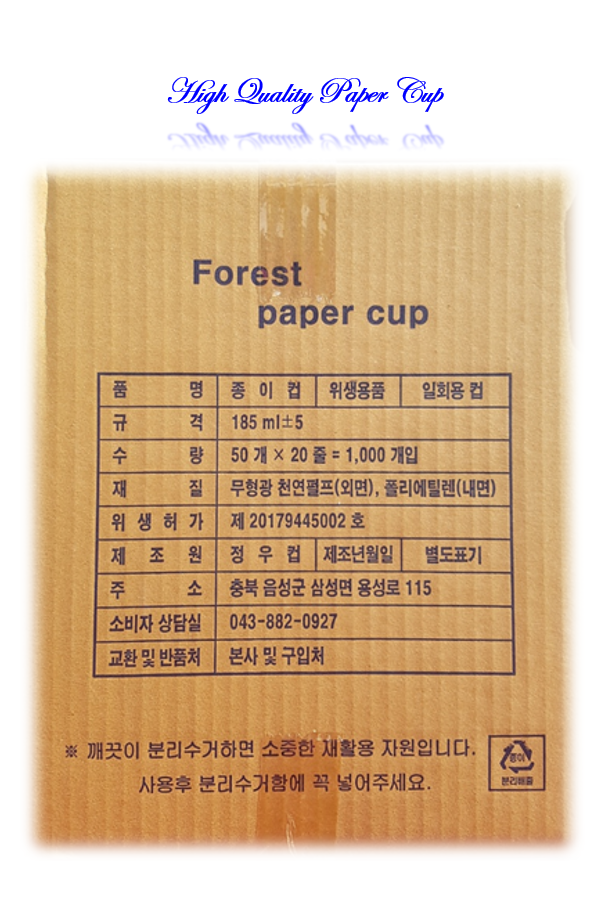 High Quality Paper Cup
Forest
paper cup
품 명 종 이 컵 위생용품 일회용 컵
규 격 185 ml±5
수 량 50 개 × 20 줄 = 1,000 개입
재 질 무형광 천연펄프(외면), 폴리에틸렌(내면)
위 생 허 가 제 20179445002 호
제 조 원 정 우 컵 제조년월일 별도표기
주 소 충북 음성군 삼성면 용성로 115
소비자 상담실 043-882-0927
교환 및 반품처 본사 및 구입처
※ 깨끗이 분리수거하면 소중한 재활용 자원입니다.
사용후 분리수거함에 꼭 넣어주세요.
종이
분리배출